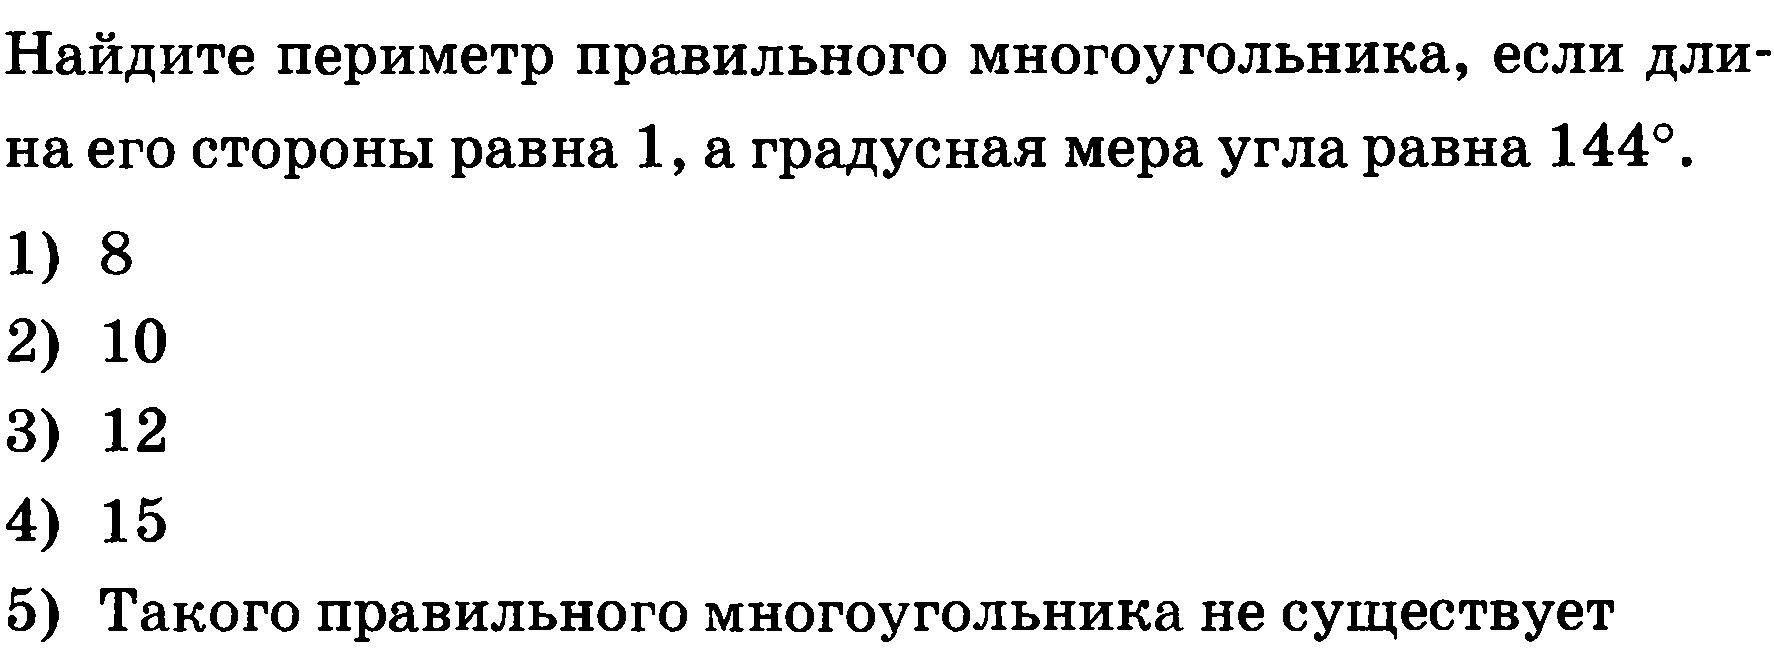 Найдите периметр правильного многоугольника, если дли-
на его стороны равна 1, а градусная мера угла равна 144°.
1) 8
2) 10
3) 12
4) 15
5) Такого правильного многоугольника не существует